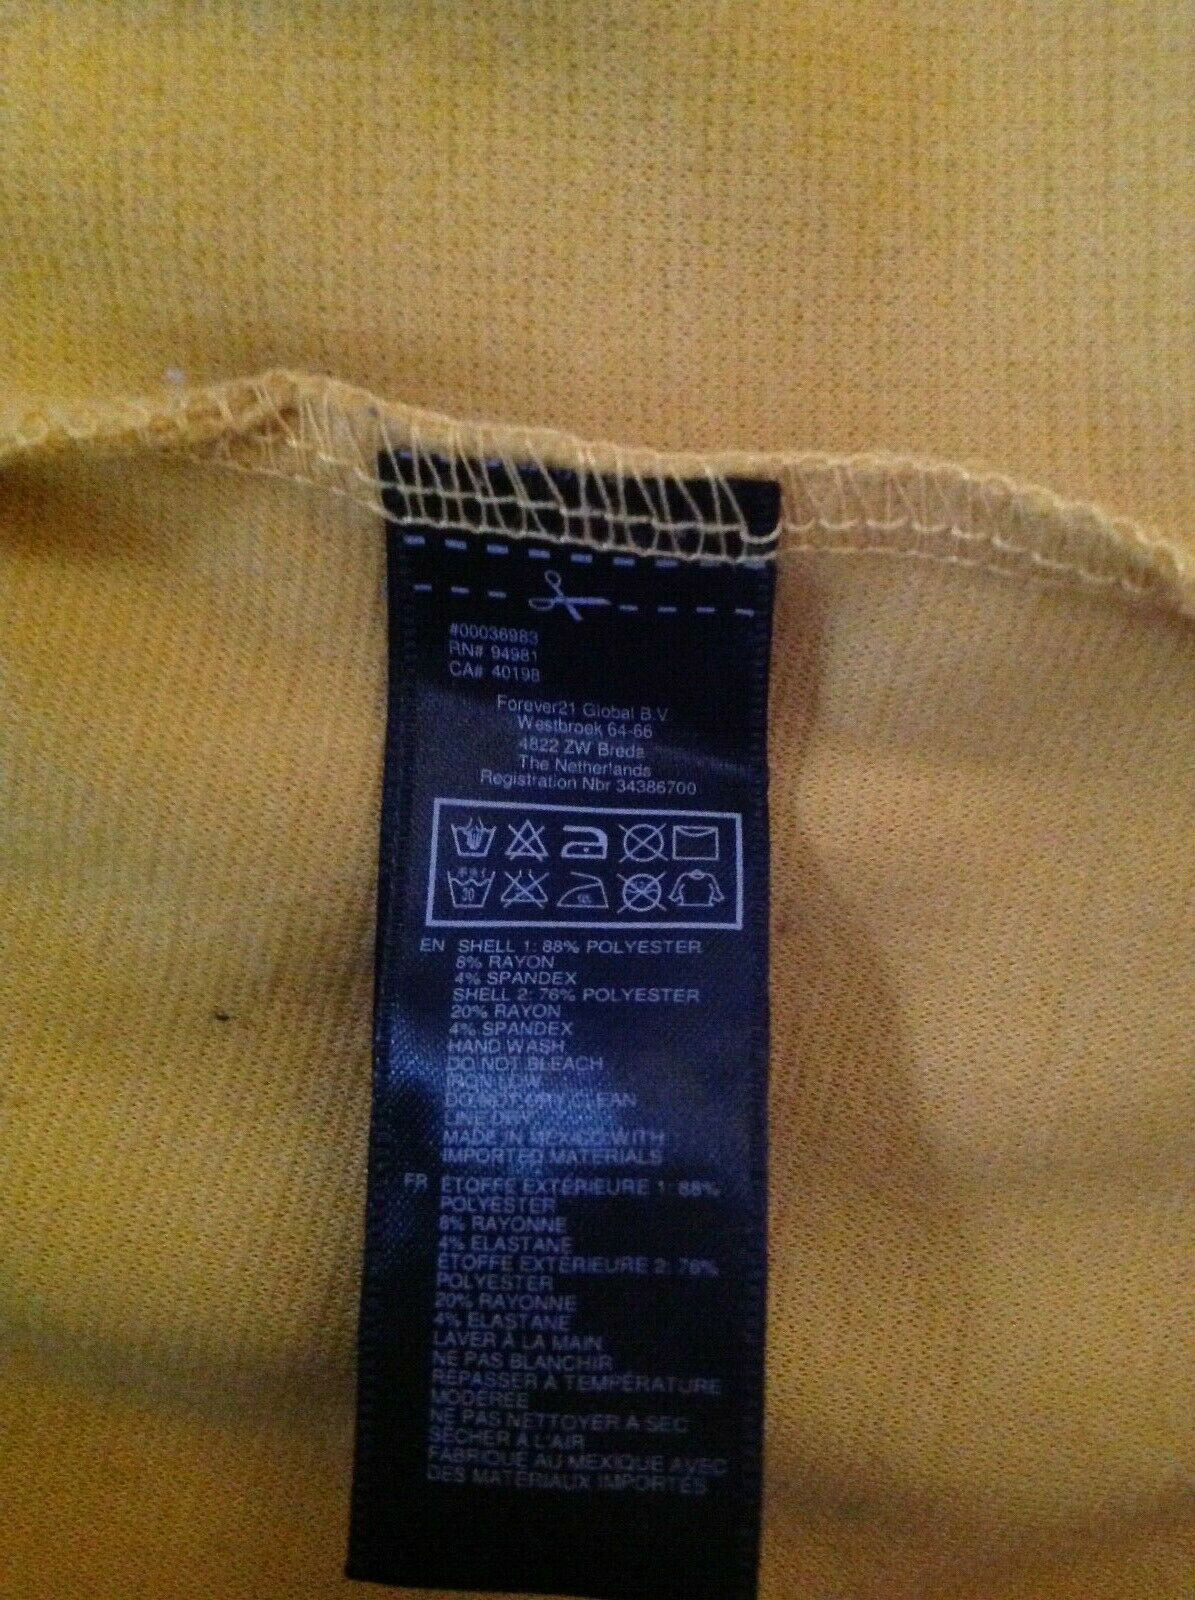 #00036983
RN# 94981
CA# 40198
Forever21 Global B.V.
Westbroek 64-66
4822 ZW Breda
The Netherlands
Registration Nbr 34386700
30
EN SHELL 1: 88% POLYESTER
8% RAYON
4% SPANDEX
SHELL 2: 76% POLYESTER
20% RAYON
4% SPANDEX
HAND WASH
DO NOT BLEACH
IRON LOW
DO NOT DRY CLEAN
LINE DRY
MADE IN MEXICO WITH
IMPORTED MATERIALS
FR ÉTOFFE EXTÉRIEURE 1: 88%
POLYESTER
8% RAYONNE
4% ELASTANE
ÉTOFFE EXTÉRIEURE 2: 76%
POLYESTER
20% RAYONNE
4% ELASTANE
LAVER À LA MAIN
NE PAS BLANCHIR
REPASSER À TEMPÉRATURE
MODÉRÉE
NE PAS NETTOYER À SEC
SÉCHER À L'AIR
FABRIQUÉ AU MEXIQUE AVEC
DES MATÉRIAUX IMPORTÉS